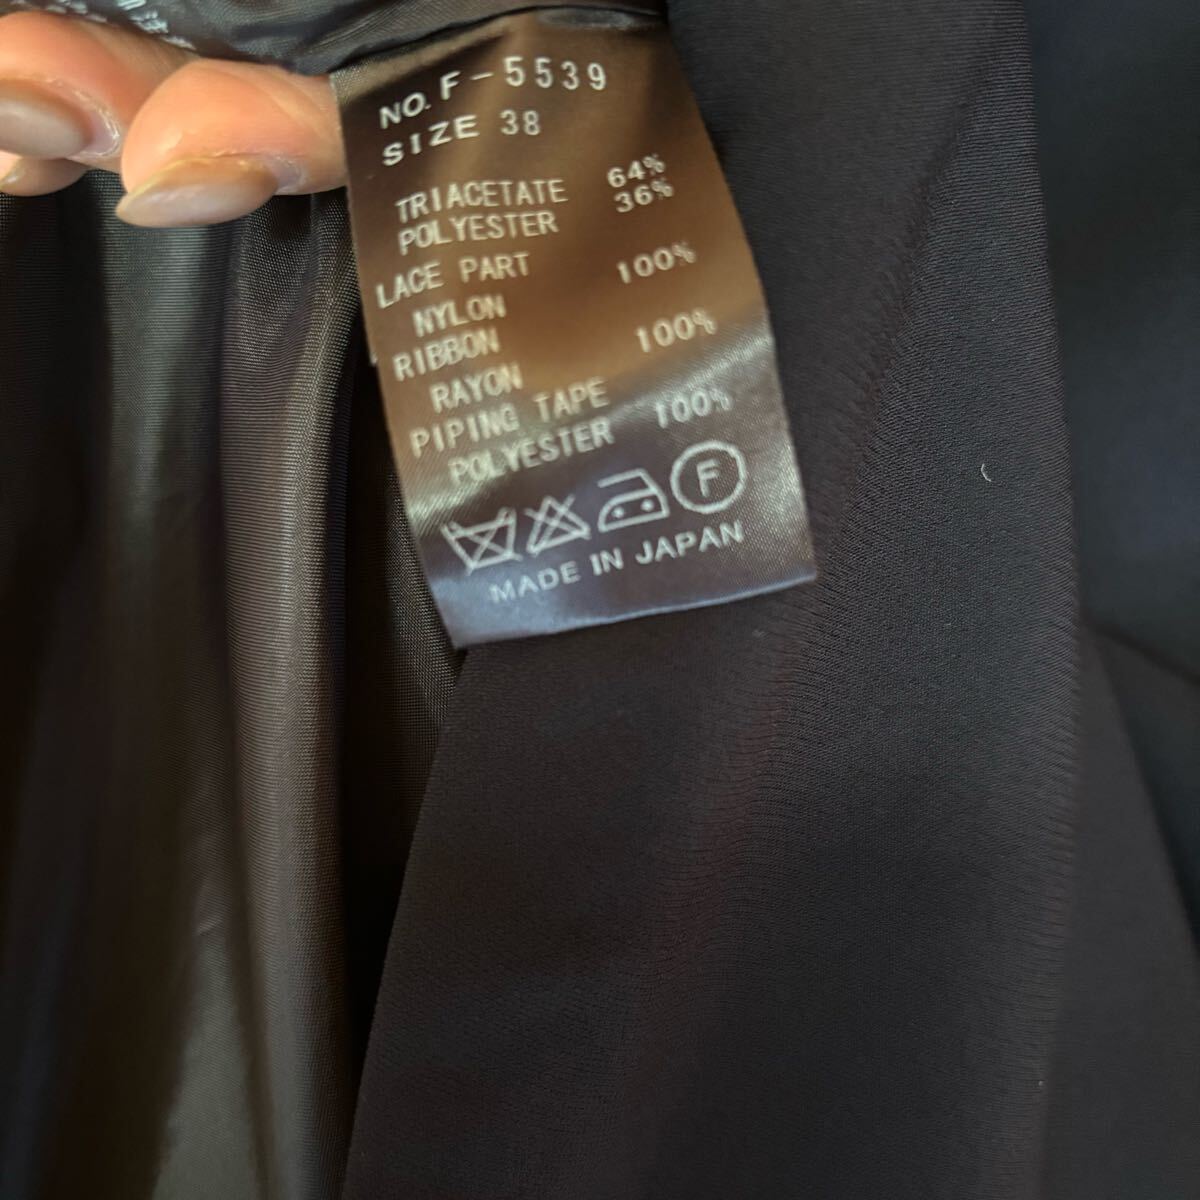 NO. F-5539
SIZE 38
TRIACETATE 64%
POLYESTER 36%
LACE PART
NYLON 100%
RIBBON
RAYON 100%
PIPING TAPE
POLYESTER 100%
F
MADE IN JAPAN